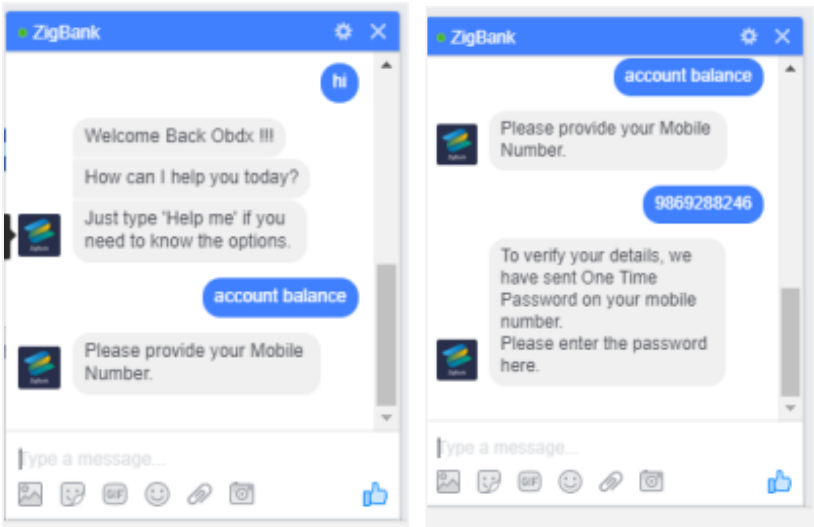 ZigBank
hi
Welcome Back Obdx !!!
How can I help you today?
Just type 'Help me' if you
need to know the options.
account balance
Please provide your Mobile
Number.
Type a message...
GIF
ZigBank
account balance
Please provide your Mobile
Number.
9869288246
To verify your details, we
have sent One Time
Password on your mobile
number.
Please enter the password
here.
Type a message...
GIF